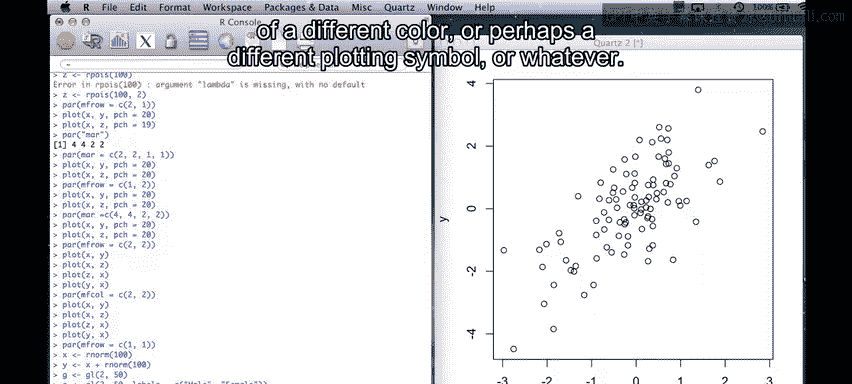 R Edit Format Workspace Packages & Data Misc Quartz Window Help
100%
R Console
Quartz 2 [*]
of a different color, or perhaps a
different plotting symbol, or whatever.
> z <- rpois(100)
Error in rpois(100) : argument "lambda" is missing, with no default
> z <- rpois(100, 2)
> par(mfrow = c(2, 1))
> plot(x, y, pch = 20)
> plot(x, z, pch = 19)
> par("mar")
[1] 4 4 2 2
> par(mar = c(2, 2, 1, 1))
> plot(x, y, pch = 20)
> plot(x, z, pch = 20)
> par(mfrow = c(1, 2))
> plot(x, y, pch = 20)
> plot(x, z, pch = 20)
> par(mar =c(4, 4, 2, 2))
> plot(x, y, pch = 20)
> plot(x, z, pch = 20)
> par(mfrow = c(2, 2))
> plot(x, y)
> plot(x, z)
> plot(z, x)
> plot(y, x)
> par(mfcol = c(2, 2))
> plot(x, y)
> plot(x, z)
> plot(z, x)
> plot(y, x)
> par(mfrow = c(1, 1))
> x <- rnorm(100)
> y <- x + rnorm(100)
> g <- gl(2, 50)
4
2
y
0
-2
-4
-3 -2 -1 0 1 2 3